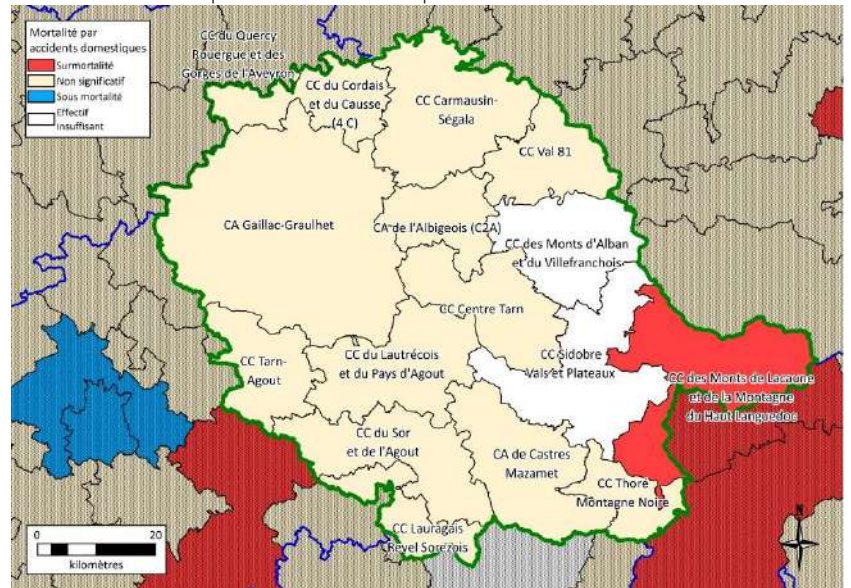 Mortalité par
accidents domestiques
Surmortalité
Non significatif
Sous mortalité
Effectif
insuffisant
CC du Quercy
Rouergue et des
Gorges de l'Aveyron
CC du Cordais
et du Causse
(4 C)
CC Carmausin-
Ségala
CC Val 81
CA Gaillac-Graulhet
CA de l'Albigeois (C2A)
CC des Monts d'Alban
et du Villefranchois
CC Centre Tarn
CC Sidobre
Vals et Plateaux
CC Tarn-
Agout
CC du Lautrécois
et du Pays d'Agout
CC des Monts de Lacaune
et de la Montagne
du Haut Languedoc
CC du Sor
et de l'Agout
CA de Castres
Mazamet
CC Thoré
Montagne Noire
CC Lauragais
Revel Sorezois
0 20
kilomètres
N